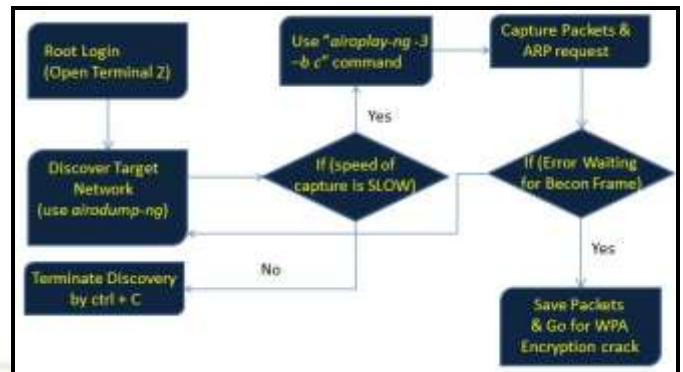 Root Login
(Open Terminal 2)
Use "airoplay-ng -3
–b c" command
Capture Packets &
ARP request
Yes
Discover Target
Network
(use airodump-ng)
If (speed of
capture is SLOW)
If (Error Waiting
for Becon Frame)
No
Yes
Terminate Discovery
by ctrl + C
Save Packets
& Go for WPA
Encryption crack